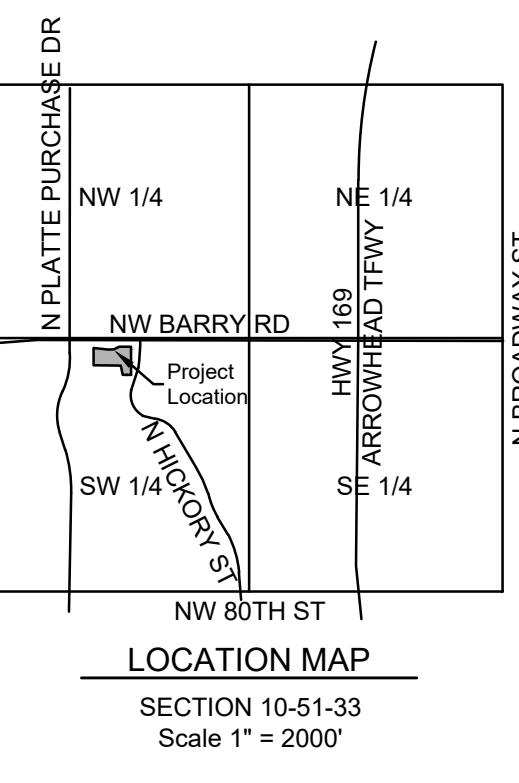 N PLATTE PURCHASE DR
NW 1/4
NE 1/4
NW BARRY RD
HWY 169
ARROWHEAD TFWY
N BROADWAY ST
Project
Location
N HICKORY ST
SW 1/4
SE 1/4
NW 80TH ST
LOCATION MAP
SECTION 10-51-33
Scale 1" = 2000'